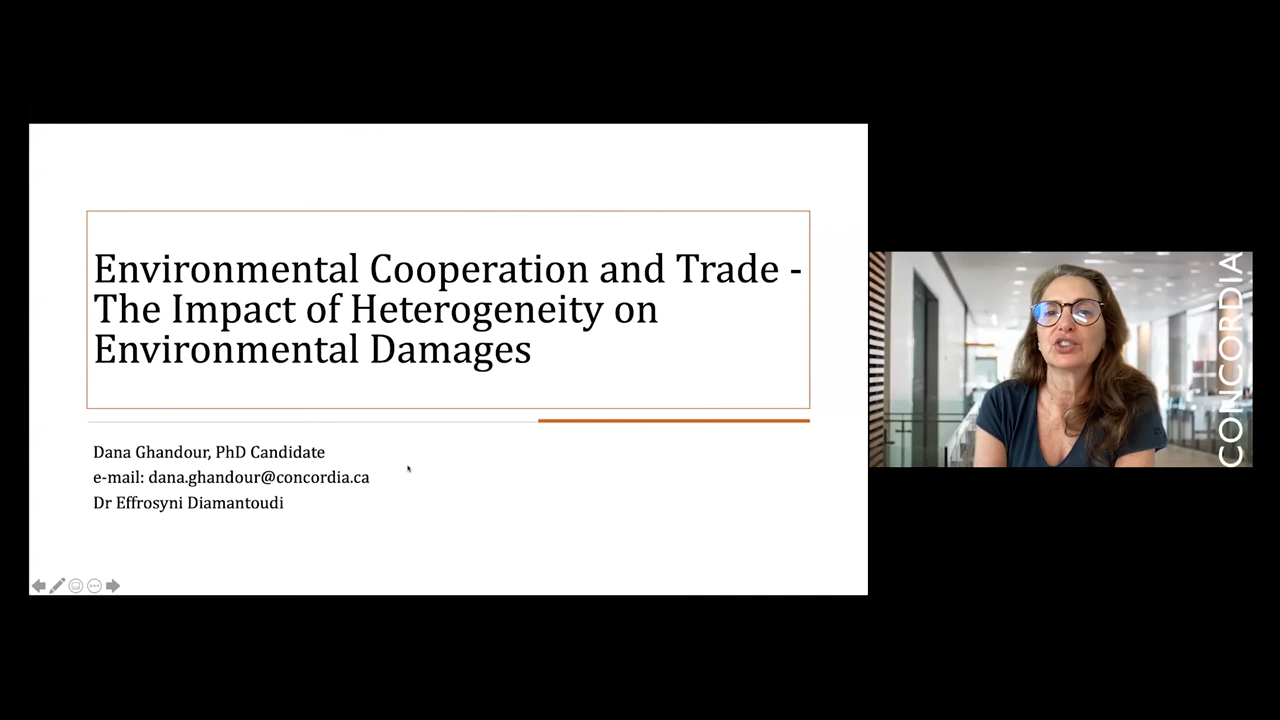 Environmental Cooperation and Trade -
The Impact of Heterogeneity on
Environmental Damages
Dana Ghandour, PhD Candidate
e-mail: dana.ghandour@concordia.ca
Dr Effrosyni Diamantoudi
CONCORDIA